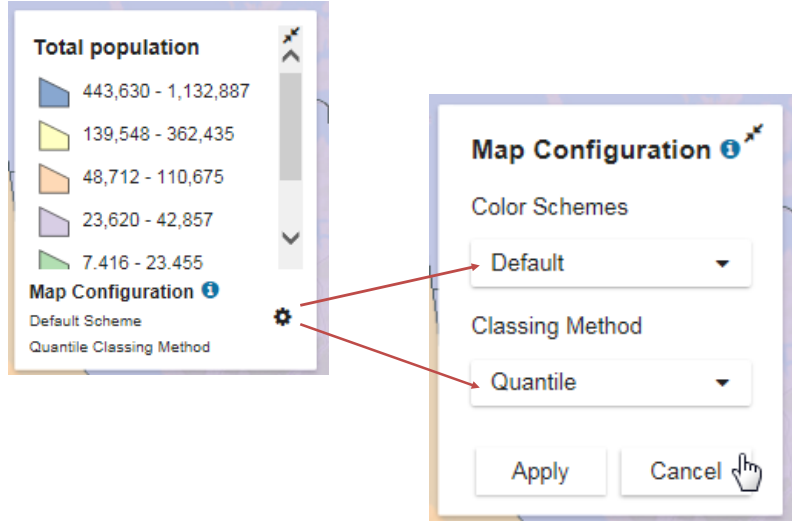 Total population
443,630 - 1,132,887
139,548 - 362,435
48,712 - 110,675
23,620 - 42,857
7.416 - 23.455
Map Configuration
Default Scheme
Quantile Classing Method
Map Configuration
Color Schemes
Default
Classing Method
Quantile
Apply
Cancel